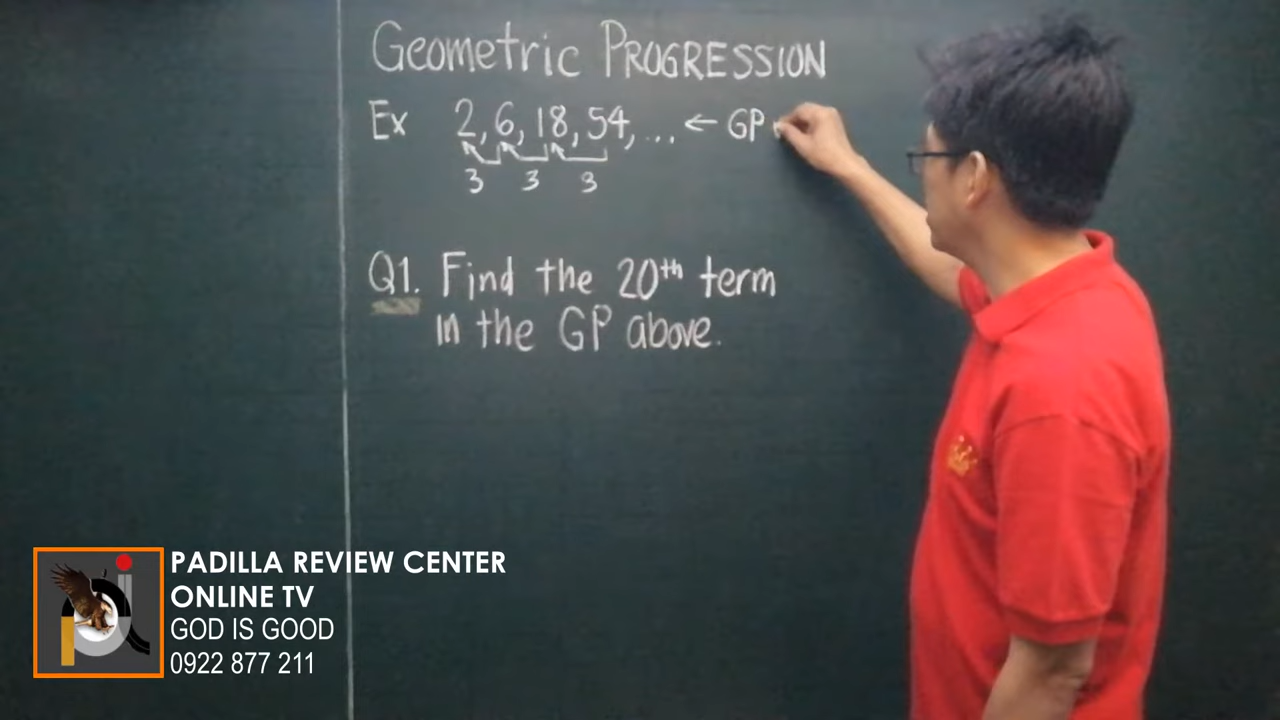 Geometric PROGRESSION
Ex 2, 6, 18, 54, ... ← GP
3 3 3
Q1. Find the 20th term
in the GP above.
PADILLA REVIEW CENTER
ONLINE TV
GOD IS GOOD
0922 877 211